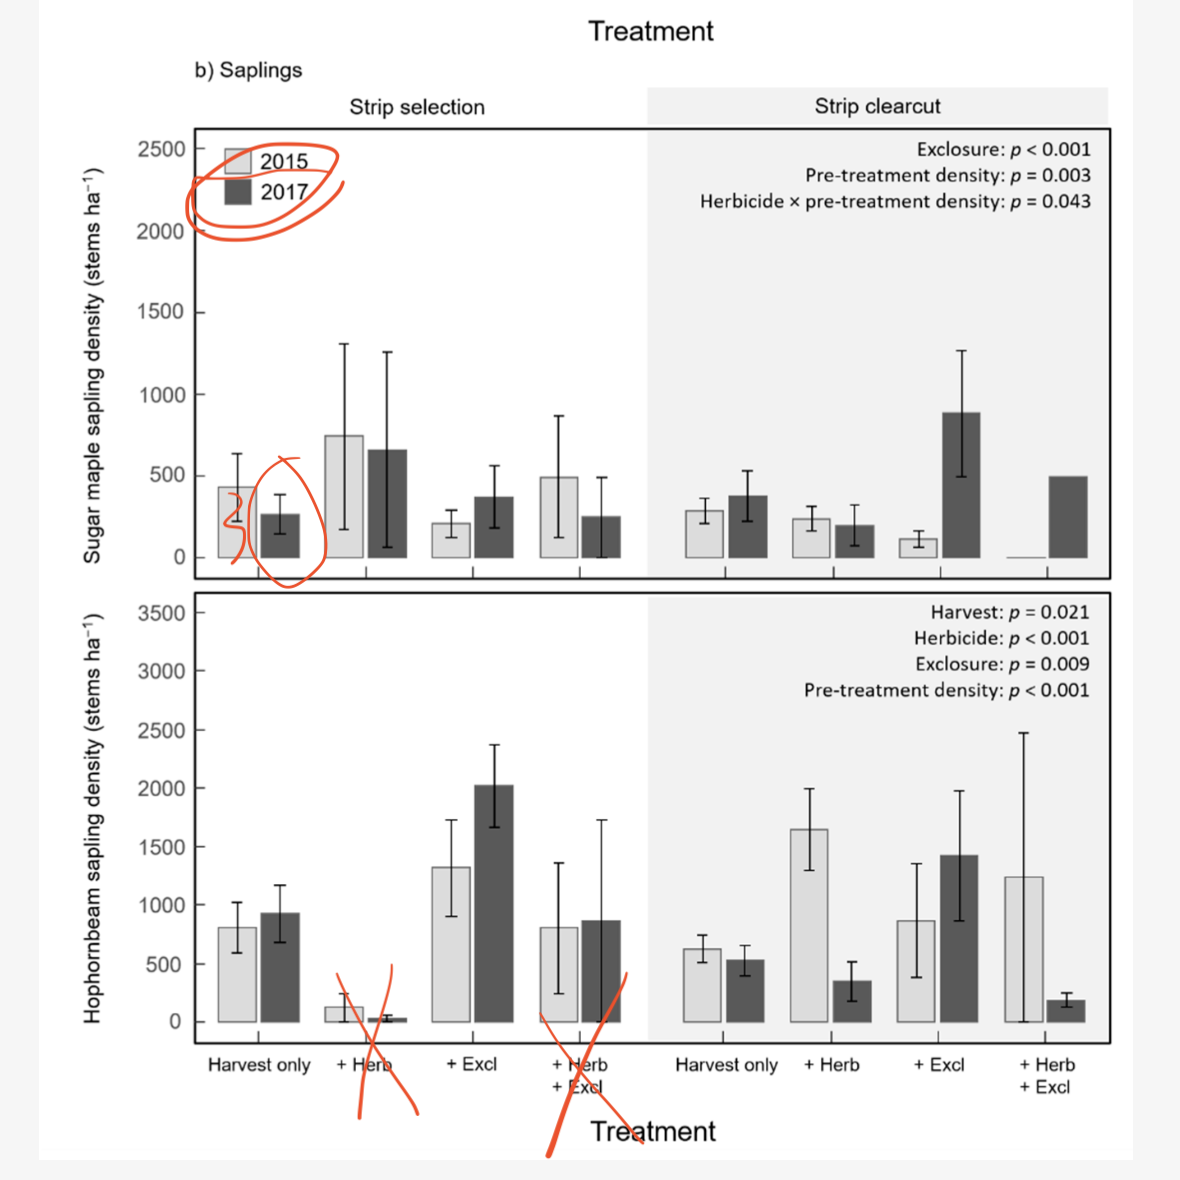 Treatment
b) Saplings
Strip selection
Strip clearcut
Sugar maple sapling density (stems ha⁻¹)
2500
2000
1500
1000
500
0
2015
2017
Exclosure: p < 0.001
Pre-treatment density: p = 0.003
Herbicide × pre-treatment density: p = 0.043
Hophornbeam sapling density (stems ha⁻¹)
3500
3000
2500
2000
1500
1000
500
0
Harvest: p = 0.021
Herbicide: p < 0.001
Exclosure: p = 0.009
Pre-treatment density: p < 0.001
Harvest only
+ Herb
+ Excl
+ Herb
+ Excl
Harvest only
+ Herb
+ Excl
+ Herb
+ Excl
Treatment